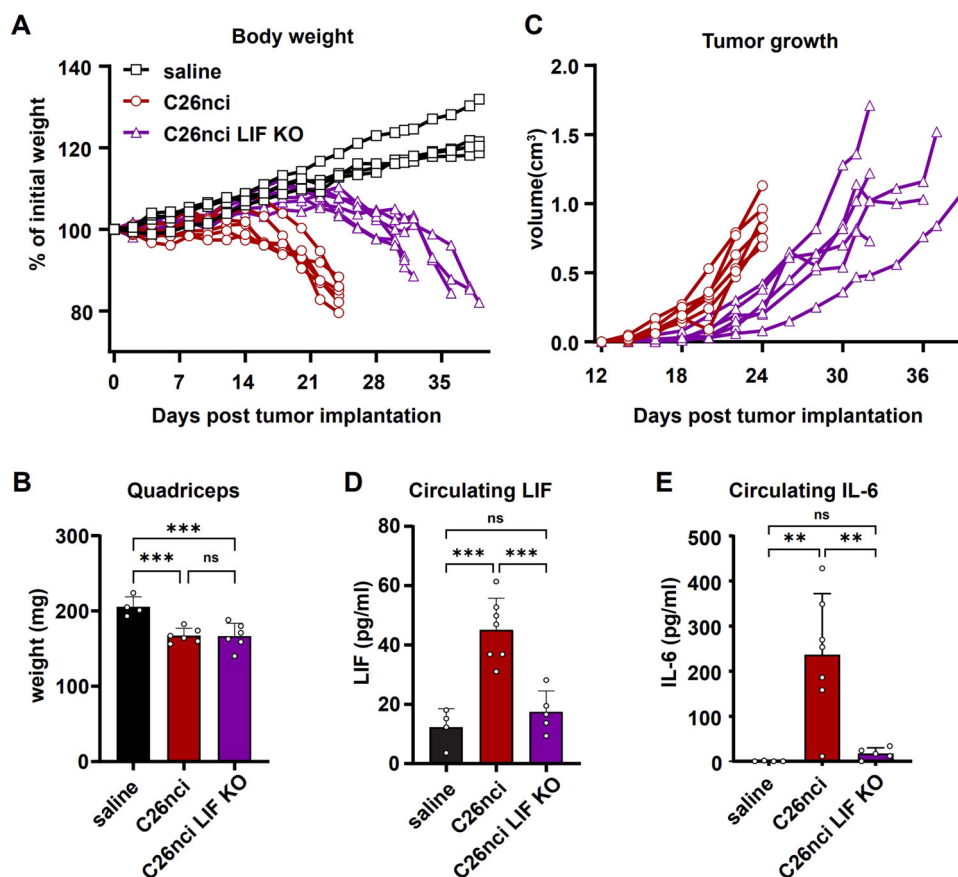 A
Body weight
140
120
100
80
% of initial weight
saline
C26nci
C26nci LIF KO
0 7 14 21 28 35
Days post tumor implantation
C
Tumor growth
2.0
1.5
1.0
0.5
0.0
volume(cm³)
12 18 24 30 36
Days post tumor implantation
B
Quadriceps
300
200
100
0
weight (mg)
***
*** ns
saline
C26nci
C26nci LIF KO
D
Circulating LIF
80
60
40
20
0
LIF (pg/ml)
ns
*** ***
saline
C26nci
C26nci LIF KO
E
Circulating IL-6
500
400
300
200
100
0
IL-6 (pg/ml)
ns
** **
saline
C26nci
C26nci LIF KO